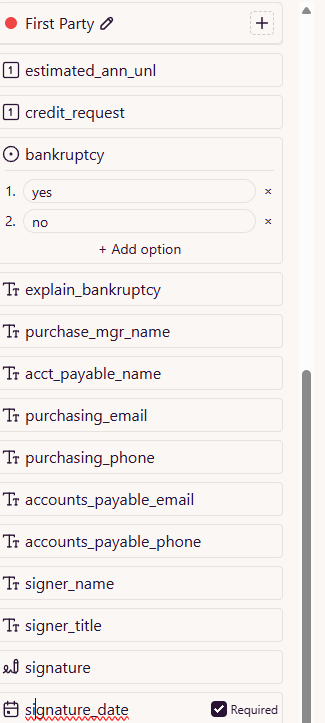 First Party
estimated_ann_unl
credit_request
bankruptcy
1. yes ×
2. no ×
+ Add option
explain_bankruptcy
purchase_mgr_name
acct_payable_name
purchasing_email
purchasing_phone
accounts_payable_email
accounts_payable_phone
signer_name
signer_title
signature
signature_date Required